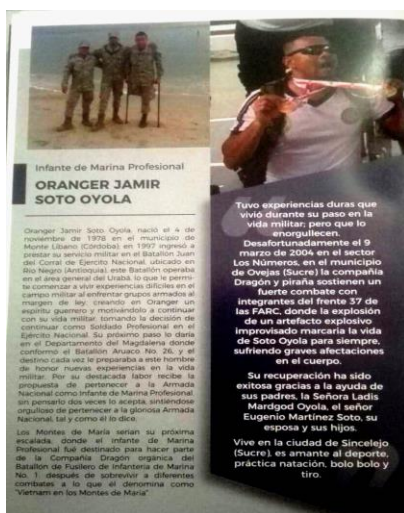 Infante de Marina Profesional
ORANGER JAMIR
SOTO OYOLA
Oranger Jamir Soto Oyola, nació el 4 de
noviembre de 1978 en el municipio de
Monte Líbano (Córdoba) en 1997 ingresó a
prestar su servicio militar en el Batallón Juan
del Corral de Ejercito Nacional, ubicado en
Río Negro (Antioquia), este Batallón operaba
en el área general del Urabá, lo que le permi-
te comenzar a vivir experiencias difíciles en el
campo militar al enfrentar grupos armados al
margen de ley, creando en Oranger un
espíritu guerrero y motivándolo a continuar
con su vida militar, tomando la decisión de
continuar como Soldado Profesional en el
Ejército Nacional. Su próximo paso lo daría
en el Departamento del Magdalena donde
conformo el Batallón Aruaco No. 26, y el
destino cada vez le preparaba a este hombre
de honor nuevas experiencias en la vida
militar. Por su destacada labor recibe la
propuesta de pertenecer a la Armada
Nacional como Infante de Marina Profesional,
sin pensarlo dos veces lo acepta, sintiéndose
orgulloso de pertenecer a la gloriosa Armada
Nacional, tal y como él lo dice.
Los Montes de María serían su próxima
escalada, donde el Infante de Marina
Profesional fue destinado para hacer parte
de la Compañía Dragón orgánica del
Batallón de Fusilero de Infantería de Marina
No. 1. después de sobrevivir a diferentes
combates a lo que él denomina como
"Vietnam en los Montes de María"
Tuvo experiencias duras que
vivió durante su paso en la
vida militar; pero que lo
enorgullecen.
Desafortunadamente el 9
marzo de 2004 en el sector
Los Números, en el municipio
de Ovejas (Sucre) la compañía
Dragón y piraña sostienen un
fuerte combate con
integrantes del frente 37 de
las FARC, donde la explosión
de un artefacto explosivo
improvisado marcaría la vida
de Soto Oyola para siempre,
sufriendo graves afectaciones
en el cuerpo.
Su recuperación ha sido
exitosa gracias a la ayuda de
sus padres, la Señora Ladis
Mardgod Oyola, el señor
Eugenio Martínez Soto, su
esposa y sus hijos.
Vive en la ciudad de Sincelejo
(Sucre), es amante al deporte,
práctica natación, bolo bolo y
tiro.